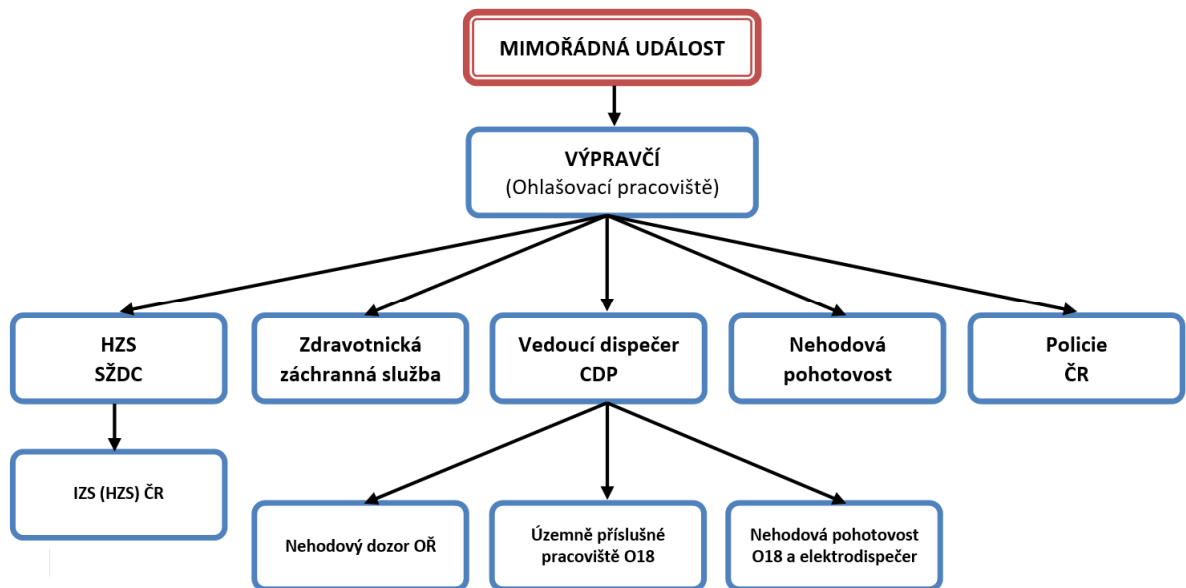 MIMOŘÁDNÁ UDÁLOST
VÝPRAVČÍ
(Ohlašovací pracoviště)
HZS
SŽDC
Zdravotnická
záchranná služba
Vedoucí dispečer
CDP
Nehodová
pohotovost
Policie
ČR
IZS (HZS) ČR
Nehodový dozor OŘ
Územně příslušné
pracoviště O18
Nehodová pohotovost
O18 a elektrodispečer